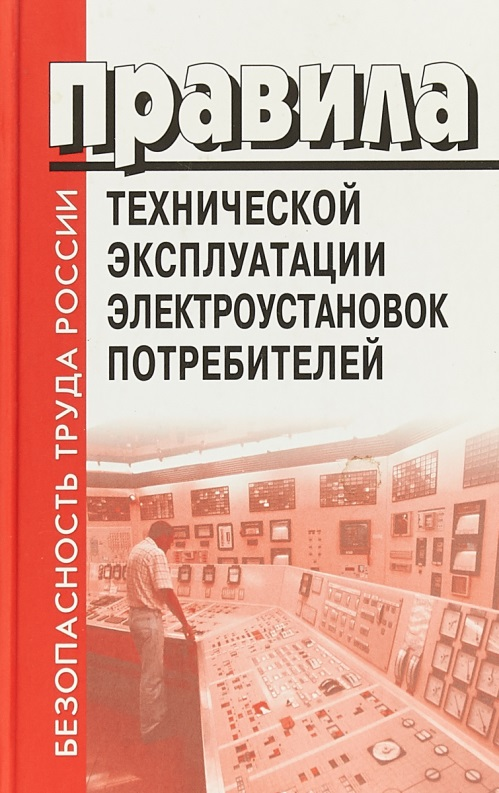 правила
ТЕХНИЧЕСКОЙ
ЭКСПЛУАТАЦИИ
ЭЛЕКТРОУСТАНОВОК
ПОТРЕБИТЕЛЕЙ
БЕЗОПАСНОСТЬ ТРУДА РОССИИ